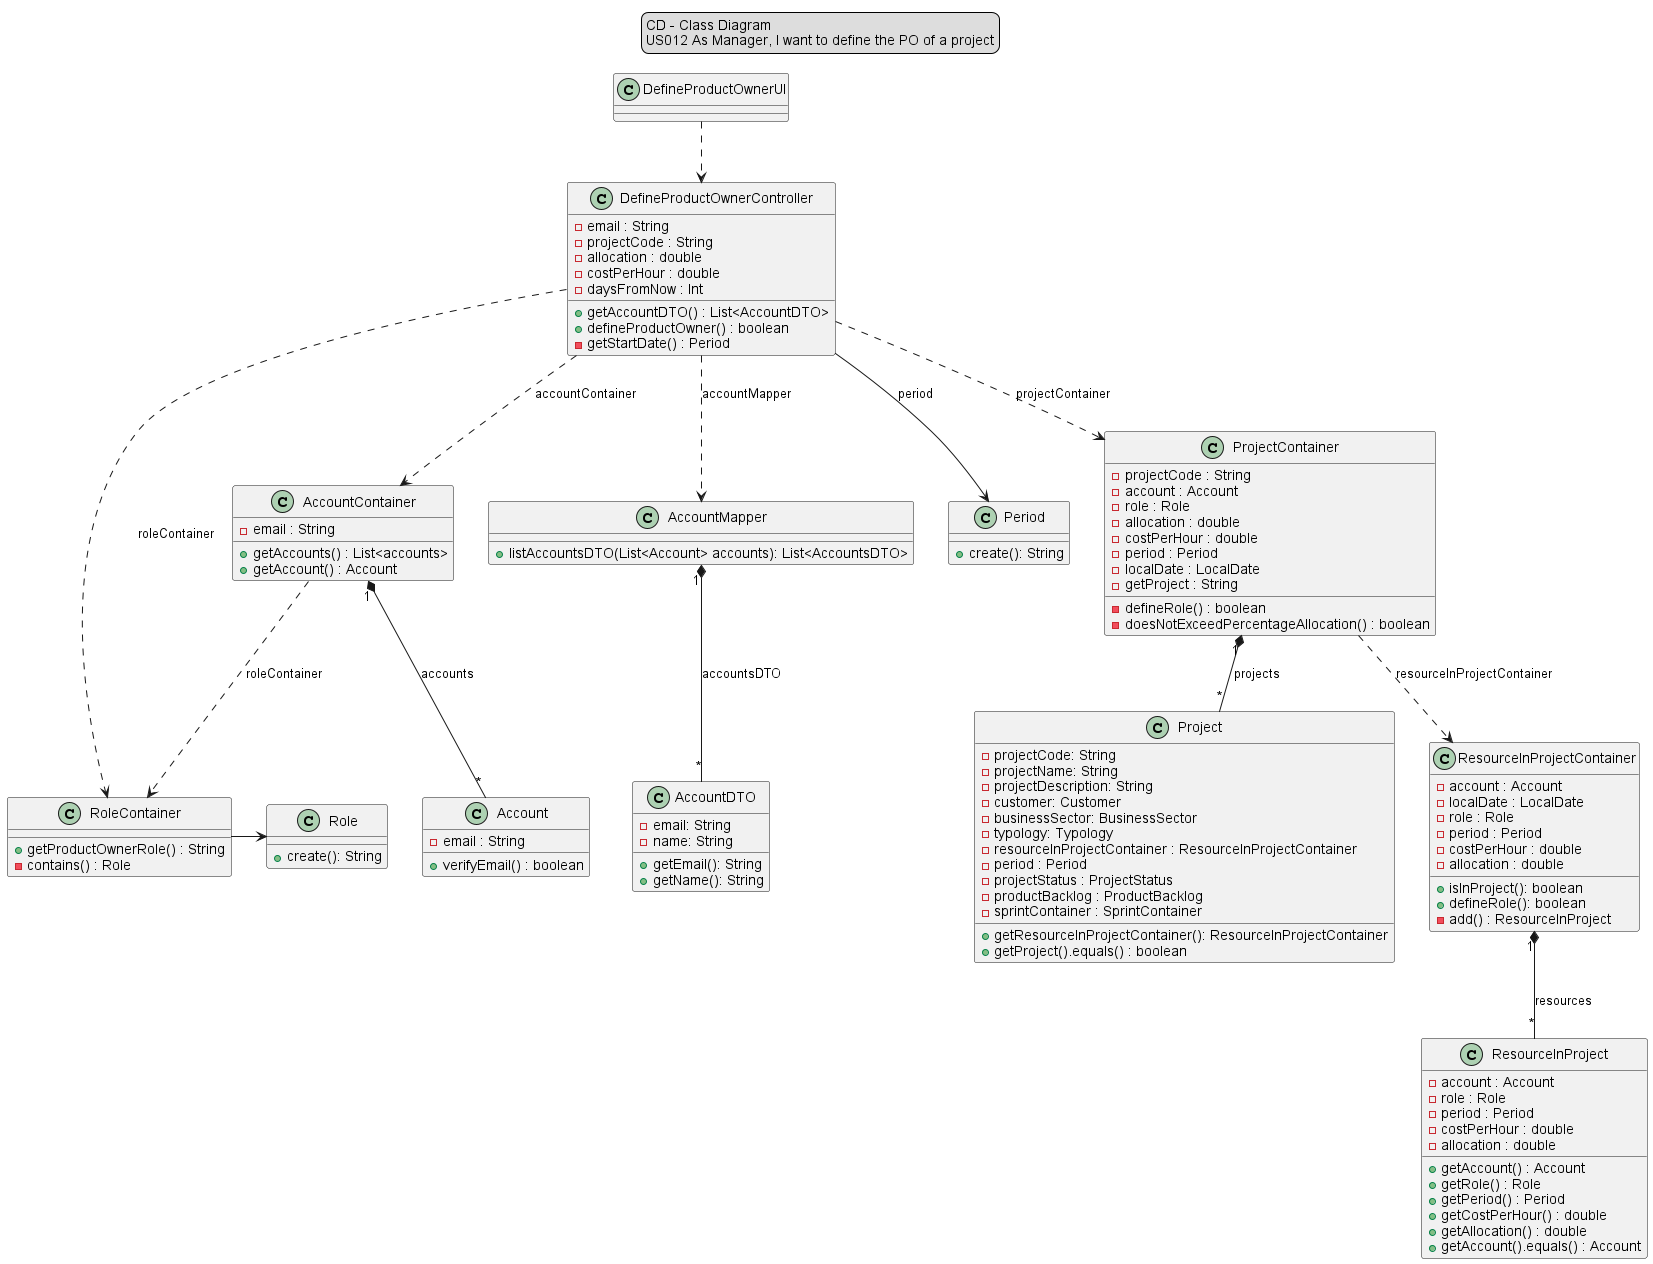 CD - Class Diagram
US012 As Manager, I want to define the PO of a project
C DefineProductOwnerUI
C DefineProductOwnerController
email : String
projectCode : String
allocation : double
costPerHour : double
daysFromNow : Int
getAccountDTO() : List<AccountDTO>
defineProductOwner() : boolean
getStartDate() : Period
accountContainer
accountMapper
period
projectContainer
roleContainer
C AccountContainer
email : String
getAccounts() : List<accounts>
getAccount() : Account
1
C AccountMapper
listAccountsDTO(List<Account> accounts): List<AccountsDTO>
1
C Period
create(): String
C ProjectContainer
projectCode : String
account : Account
role : Role
allocation : double
costPerHour : double
period : Period
localDate : LocalDate
getProject : String
defineRole() : boolean
doesNotExceedPercentageAllocation() : boolean
1
roleContainer
accounts
accountsDTO
projects
resourceInProjectContainer
*
*
*
C RoleContainer
getProductOwnerRole() : String
contains() : Role
C Role
create(): String
C Account
email : String
verifyEmail() : boolean
C AccountDTO
email: String
name: String
getEmail(): String
getName(): String
C Project
projectCode: String
projectName: String
projectDescription: String
customer: Customer
businessSector: BusinessSector
typology: Typology
resourceInProjectContainer : ResourceInProjectContainer
period : Period
projectStatus : ProjectStatus
productBacklog : ProductBacklog
sprintContainer : SprintContainer
getResourceInProjectContainer(): ResourceInProjectContainer
getProject().equals() : boolean
C ResourceInProjectContainer
account : Account
localDate : LocalDate
role : Role
period : Period
costPerHour : double
allocation : double
isInProject(): boolean
defineRole(): boolean
add() : ResourceInProject
1
resources
*
C ResourceInProject
account : Account
role : Role
period : Period
costPerHour : double
allocation : double
getAccount() : Account
getRole() : Role
getPeriod() : Period
getCostPerHour() : double
getAllocation() : double
getAccount().equals() : Account